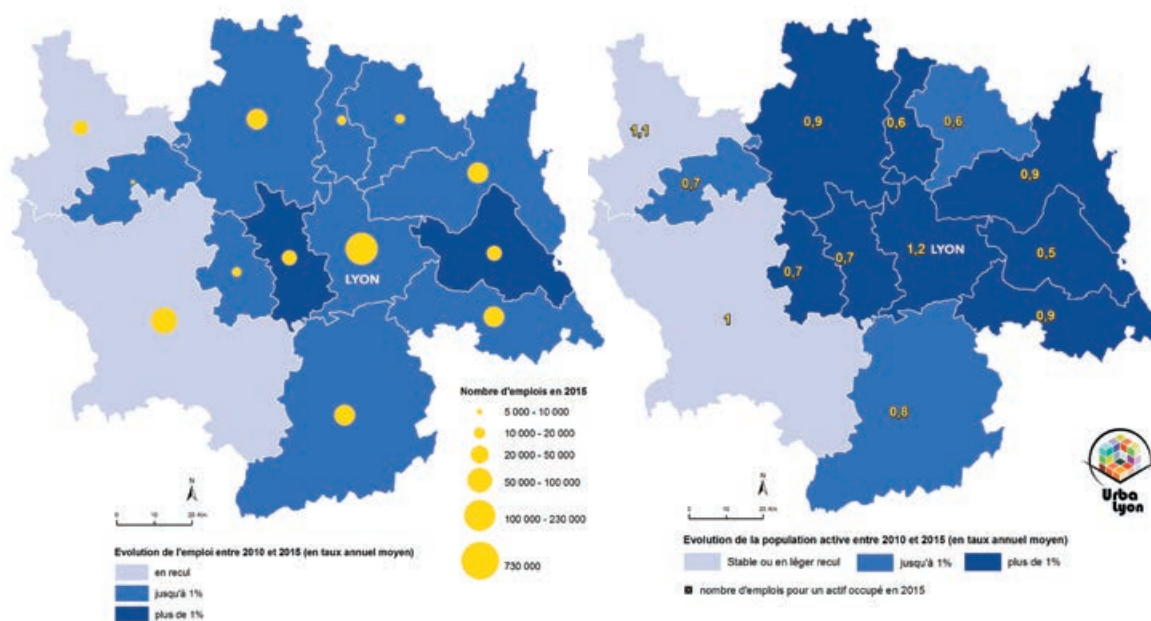 LYON
Nombre d'emplois en 2015
5 000 - 10 000
10 000 - 20 000
20 000 - 50 000
50 000 - 100 000
100 000 - 230 000
730 000
N
0 10 20 Km
Evolution de l'emploi entre 2010 et 2015 (en taux annuel moyen)
en recul
jusqu'à 1%
plus de 1%
1,1
0,9
0,6
0,6
0,7
0,9
0,7
0,7
1,2 LYON
0,5
0,9
1
0,8
Urba
Lyon
N
0 10 20 Km
Evolution de la population active entre 2010 et 2015 (en taux annuel moyen)
Stable ou en léger recul
jusqu'à 1%
plus de 1%
nombre d'emplois pour un actif occupé en 2015